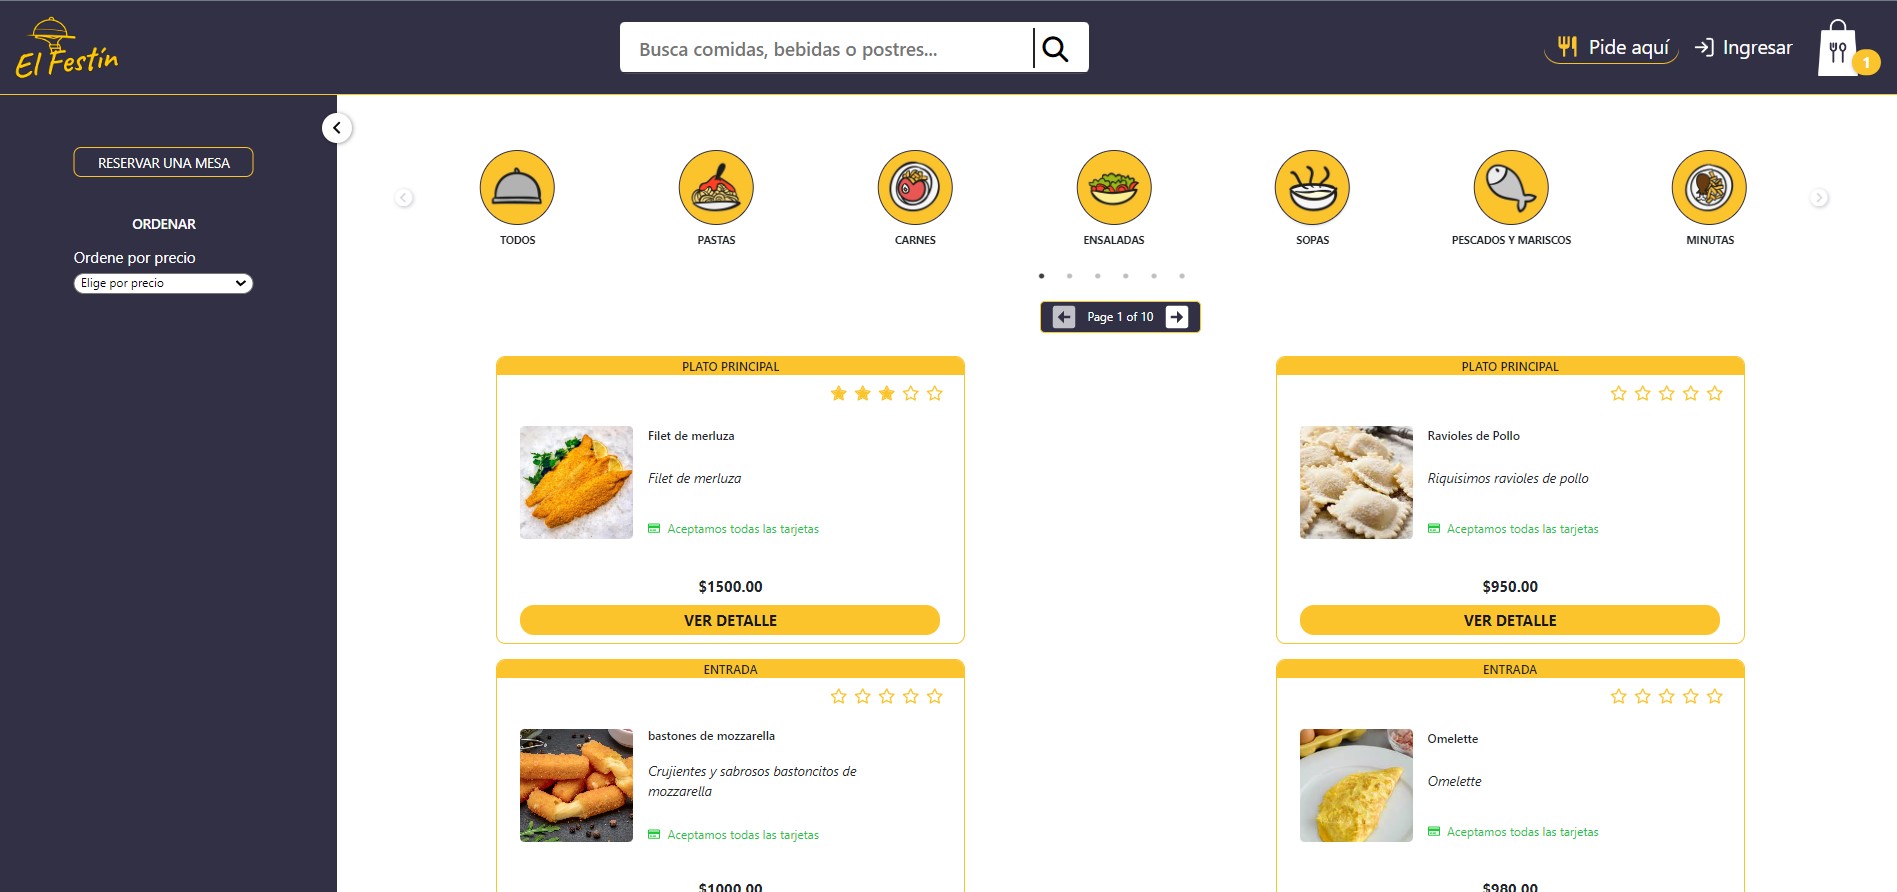 El Festín
Busca comidas, bebidas o postres...
Pide aquí
Ingresar
1
RESERVAR UNA MESA
ORDENAR
Ordene por precio
Elige por precio
TODOS
PASTAS
CARNES
ENSALADAS
SOPAS
PESCADOS Y MARISCOS
MINUTAS
Page 1 of 10
PLATO PRINCIPAL
Filet de merluza
Filet de merluza
Aceptamos todas las tarjetas
$1500.00
VER DETALLE
PLATO PRINCIPAL
Ravioles de Pollo
Riquisimos ravioles de pollo
Aceptamos todas las tarjetas
$950.00
VER DETALLE
ENTRADA
bastones de mozzarella
Crujientes y sabrosos bastoncitos de
mozzarella
Aceptamos todas las tarjetas
$1000.00
ENTRADA
Omelette
Omelette
Aceptamos todas las tarjetas
$980.00